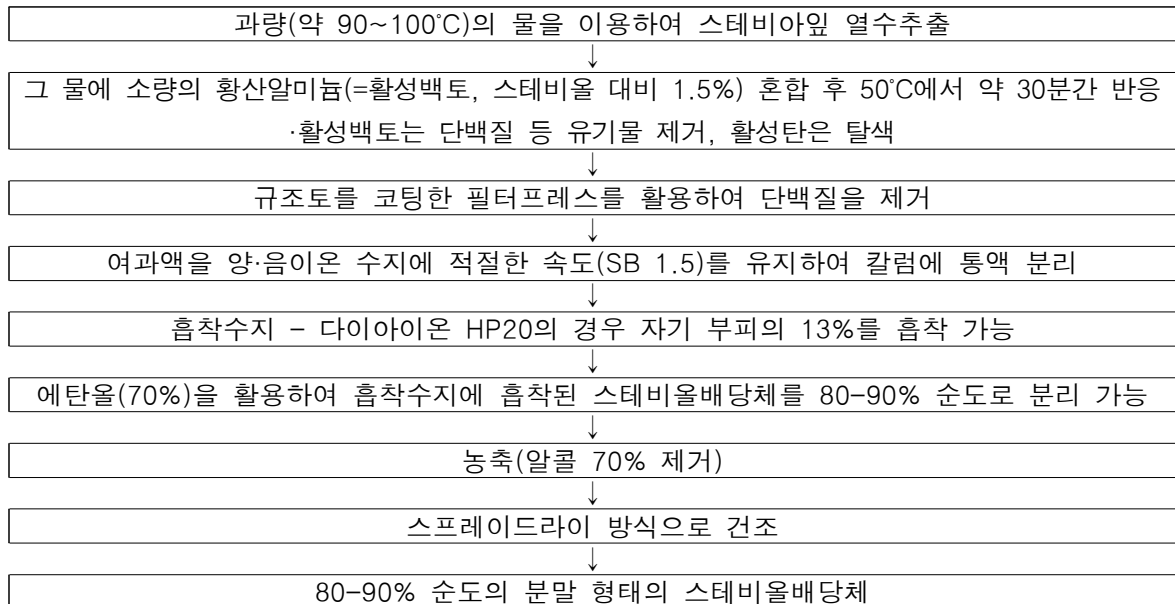 과량(약 90~100℃)의 물을 이용하여 스테비아잎 열수추출
↓
그 물에 소량의 황산알미늄(=활성백토, 스테비올 대비 1.5%) 혼합 후 50℃에서 약 30분간 반응
·활성백토는 단백질 등 유기물 제거, 활성탄은 탈색
↓
규조토를 코팅한 필터프레스를 활용하여 단백질을 제거
↓
여과액을 양·음이온 수지에 적절한 속도(SB 1.5)를 유지하여 칼럼에 통액 분리
↓
흡착수지 – 다이아이온 HP20의 경우 자기 부피의 13%를 흡착 가능
↓
에탄올(70%)을 활용하여 흡착수지에 흡착된 스테비올배당체를 80–90% 순도로 분리 가능
↓
농축(알콜 70% 제거)
↓
스프레이드라이 방식으로 건조
↓
80–90% 순도의 분말 형태의 스테비올배당체